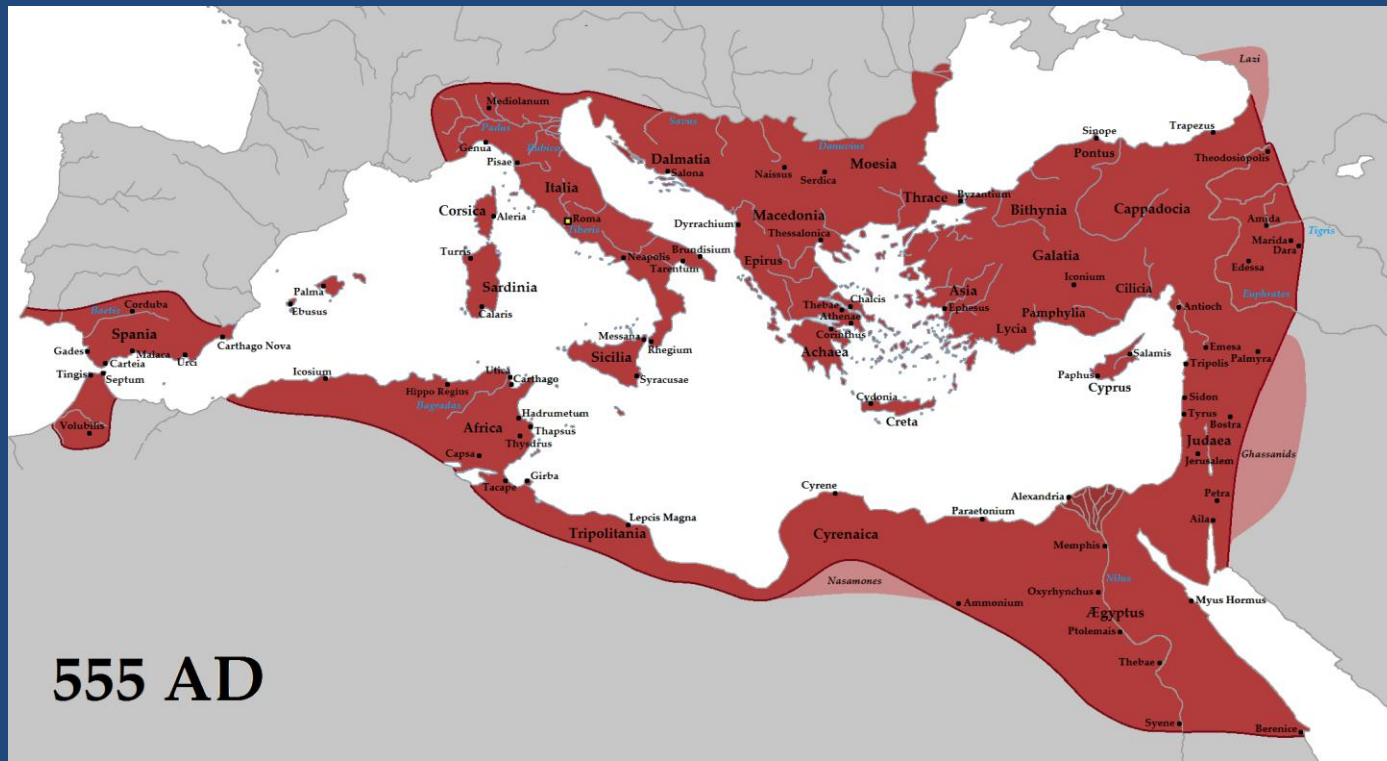 Lazi
Mediolanum
Padus
Savus
Sinope
Trapezus
Genua
Rubico
Danuvius
Pontus
Theodosiopolis
Pisae
Dalmatia
Salona
Naissus
Serdica
Moesia
Italia
Thrace
Byzantium
Bithynia
Cappadocia
Corsica
Aleria
Roma
Tiberis
Dyrrachium
Macedonia
Thessalonica
Amida
Tigris
Marida
Dara
Turris
Neapolis
Brundisium
Tarentum
Epirus
Galatia
Edessa
Sardinia
Iconium
Palma
Ebusus
Calaris
Asia
Cilicia
Euphrates
Corduba
Baetis
Thebae
Chalcis
Ephesus
Pamphylia
Antioch
Spania
Athenae
Corinthus
Lycia
Carthago Nova
Messana
Rhegium
Achaea
Gades
Malaca
Urci
Carteia
Sicilia
Salamis
Emesa
Palmyra
Tingis
Septum
Icosium
Utica
Carthago
Syracusae
Paphus
Cyprus
Tripolis
Hippo Regius
Bagradas
Cydonia
Creta
Sidon
Volubilis
Hadrumetum
Tyrus
Bostra
Africa
Thapsus
Thysdrus
Judaea
Capsa
Jerusalem
Ghassanids
Tacape
Girba
Cyrene
Alexandria
Petra
Lepcis Magna
Paraetonium
Aila
Tripolitania
Cyrenaica
Memphis
Nasamones
Nilus
Ammonium
Oxyrhynchus
Myus Hormus
Ægyptus
Ptolemais
Thebae
555 AD
Syene
Berenice